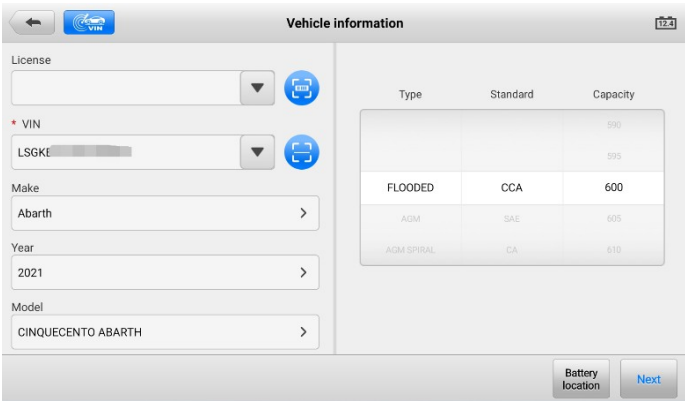 VIN
Vehicle information
12.4
License
* VIN
LSGKE
Make
Abarth
Year
2021
Model
CINQUECENTO ABARTH
Type Standard Capacity
590
595
FLOODED CCA 600
AGM SAE 605
AGM SPIRAL CA 610
Battery
location
Next